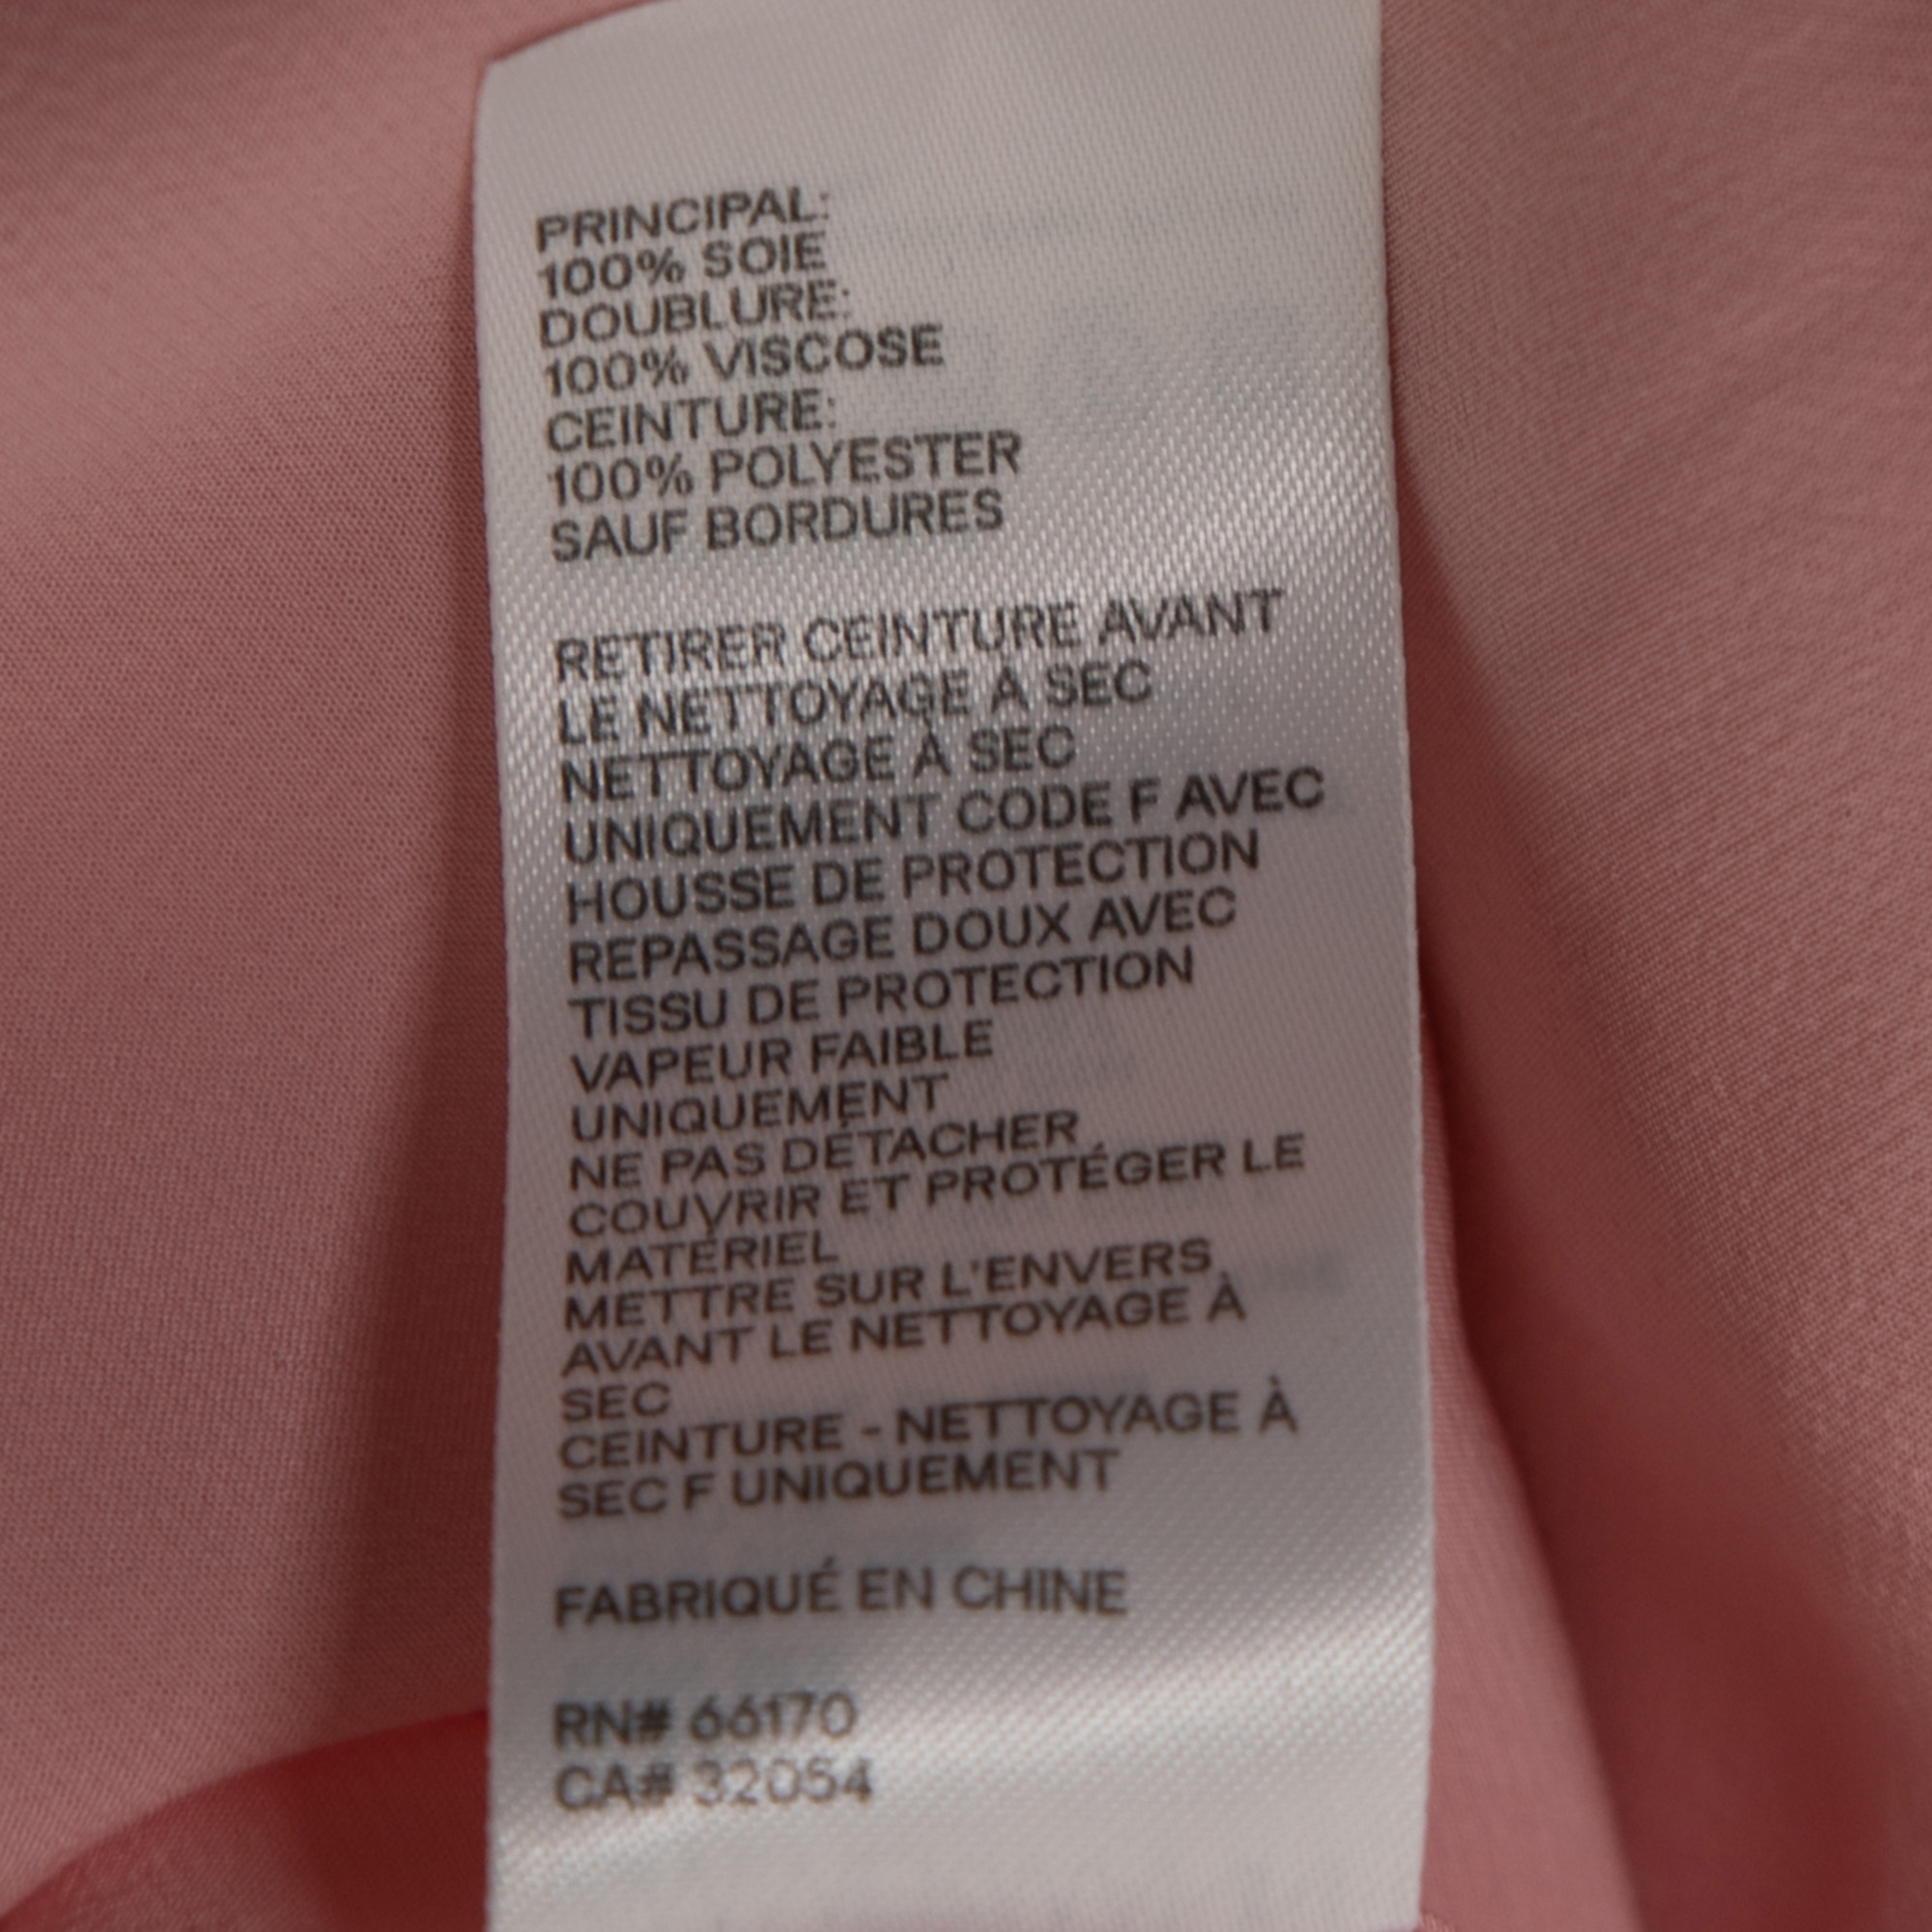 PRINCIPAL:
100% SOIE
DOUBLURE:
100% VISCOSE
CEINTURE:
100% POLYESTER
SAUF BORDURES
RETIRER CEINTURE AVANT
LE NETTOYAGE À SEC
NETTOYAGE À SEC
UNIQUEMENT CODE F AVEC
HOUSSE DE PROTECTION
REPASSAGE DOUX AVEC
TISSU DE PROTECTION
VAPEUR FAIBLE
UNIQUEMENT
NE PAS DÉTACHER
COUVRIR ET PROTÉGER LE
MATÉRIEL
METTRE SUR L'ENVERS
AVANT LE NETTOYAGE À
SEC
CEINTURE - NETTOYAGE À
SEC F UNIQUEMENT
FABRIQUÉ EN CHINE
RN# 66170
CA# 32054